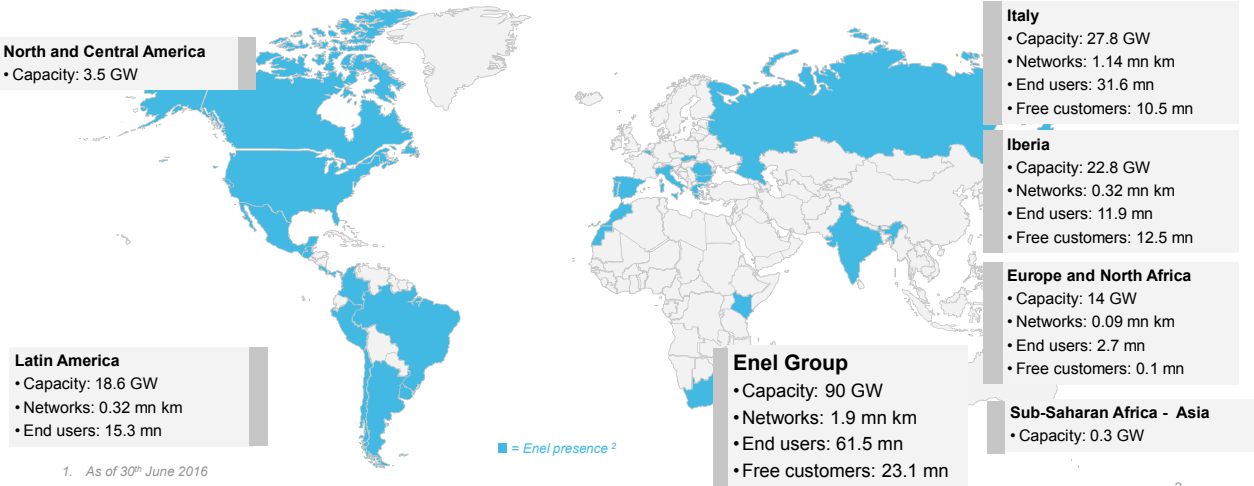 North and Central America
• Capacity: 3.5 GW
Italy
• Capacity: 27.8 GW
• Networks: 1.14 mn km
• End users: 31.6 mn
• Free customers: 10.5 mn
Iberia
• Capacity: 22.8 GW
• Networks: 0.32 mn km
• End users: 11.9 mn
• Free customers: 12.5 mn
Europe and North Africa
• Capacity: 14 GW
• Networks: 0.09 mn km
• End users: 2.7 mn
• Free customers: 0.1 mn
Sub-Saharan Africa - Asia
• Capacity: 0.3 GW
Latin America
• Capacity: 18.6 GW
• Networks: 0.32 mn km
• End users: 15.3 mn
Enel Group
• Capacity: 90 GW
• Networks: 1.9 mn km
• End users: 61.5 mn
• Free customers: 23.1 mn
= Enel presence 2
1. As of 30th June 2016